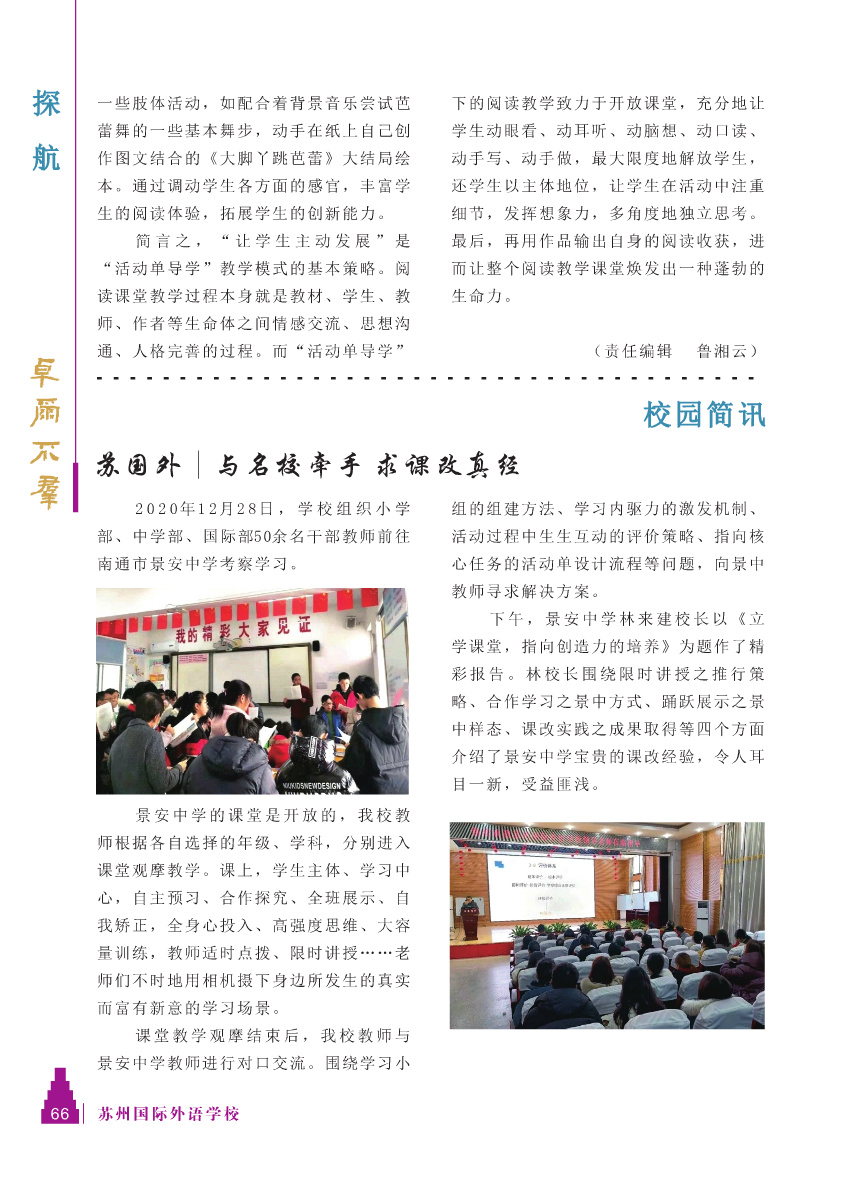 探
航
卓尔不群
一些肢体活动，如配合着背景音乐尝试芭
蕾舞的一些基本舞步，动手在纸上自己创
作图文结合的《大脚丫跳芭蕾》大结局绘
本。通过调动学生各方面的感官，丰富学
生的阅读体验，拓展学生的创新能力。
简言之，“让学生主动发展”是
“活动单导学”教学模式的基本策略。阅
读课堂教学过程本身就是教材、学生、教
师、作者等生命体之间情感交流、思想沟
通、人格完善的过程。而“活动单导学”
下的阅读教学致力于开放课堂，充分地让
学生动眼看、动耳听、动脑想、动口读、
动手写、动手做，最大限度地解放学生，
还学生以主体地位，让学生在活动中注重
细节，发挥想象力，多角度地独立思考。
最后，再用作品输出自身的阅读收获，进
而让整个阅读教学课堂焕发出一种蓬勃的
生命力。
（责任编辑 鲁湘云）
校园简讯
苏国外｜与名校牵手 求课改真经
2020年12月28日，学校组织小学
部、中学部、国际部50余名干部教师前往
南通市景安中学考察学习。
我的精彩大家见证
NIUKIDSNEWDESIGN
景安中学的课堂是开放的，我校教
师根据各自选择的年级、学科，分别进入
课堂观摩教学。课上，学生主体、学习中
心，自主预习、合作探究、全班展示、自
我矫正，全身心投入、高强度思维、大容
量训练，教师适时点拨、限时讲授……老
师们不时地用相机摄下身边所发生的真实
而富有新意的学习场景。
课堂教学观摩结束后，我校教师与
景安中学教师进行对口交流。围绕学习小
组的组建方法、学习内驱力的激发机制、
活动过程中生生互动的评价策略、指向核
心任务的活动单设计流程等问题，向景中
教师寻求解决方案。
下午，景安中学林来建校长以《立
学课堂，指向创造力的培养》为题作了精
彩报告。林校长围绕限时讲授之推行策
略、合作学习之景中方式、踊跃展示之景
中样态、课改实践之成果取得等四个方面
介绍了景安中学宝贵的课改经验，令人耳
目一新，受益匪浅。
66
苏州国际外语学校